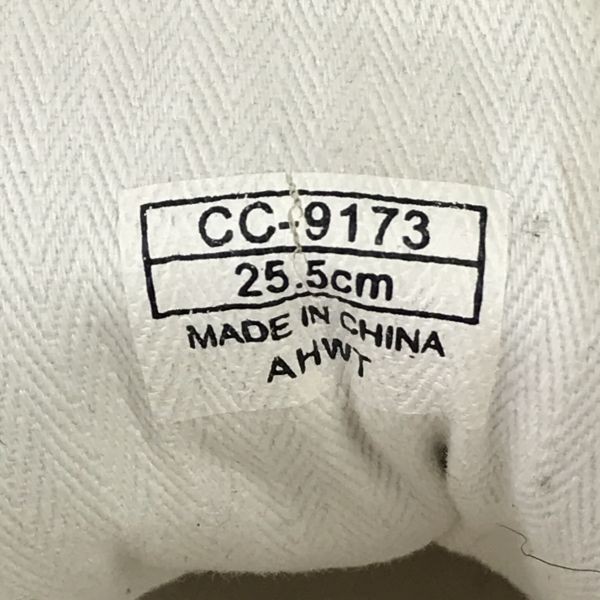 CC-9173
25.5cm
MADE IN CHINA
AHWT